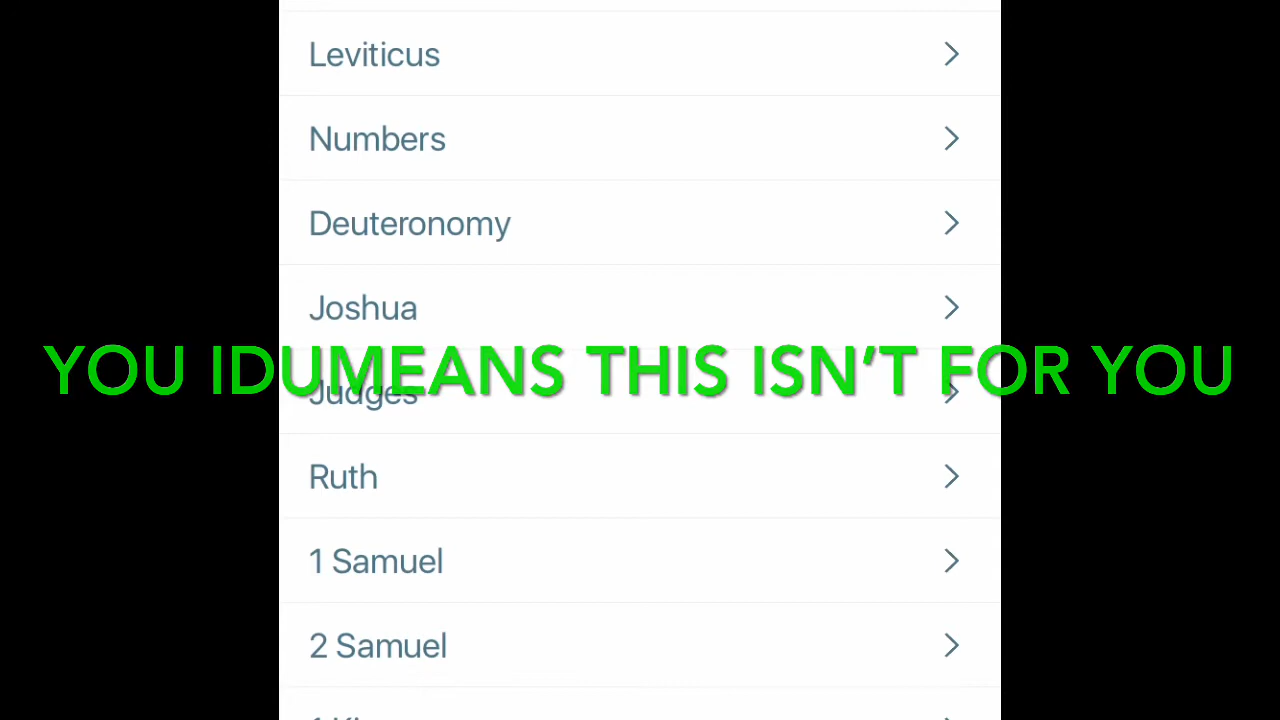 Leviticus
Numbers
Deuteronomy
Joshua
YOU IDUMEANS THIS ISN’T FOR YOU
Judges
Ruth
1 Samuel
2 Samuel